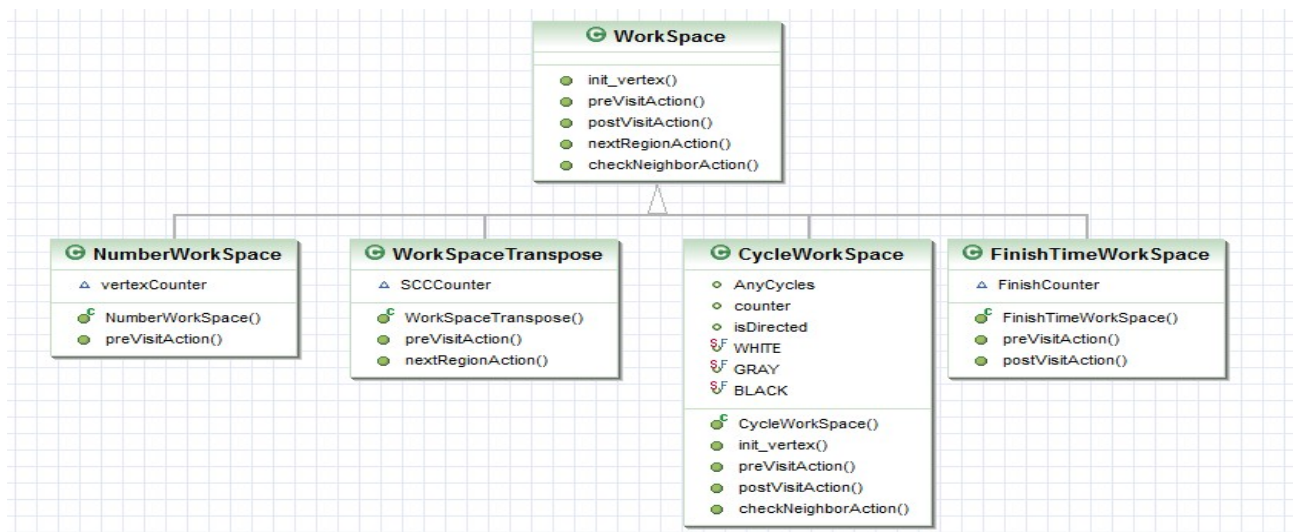 WorkSpace
init_vertex()
preVisitAction()
postVisitAction()
nextRegionAction()
checkNeighborAction()
NumberWorkSpace
vertexCounter
NumberWorkSpace()
preVisitAction()
WorkSpaceTranspose
SCCCounter
WorkSpaceTranspose()
preVisitAction()
nextRegionAction()
CycleWorkSpace
AnyCycles
counter
isDirected
WHITE
GRAY
BLACK
CycleWorkSpace()
init_vertex()
preVisitAction()
postVisitAction()
checkNeighborAction()
FinishTimeWorkSpace
FinishCounter
FinishTimeWorkSpace()
preVisitAction()
postVisitAction()